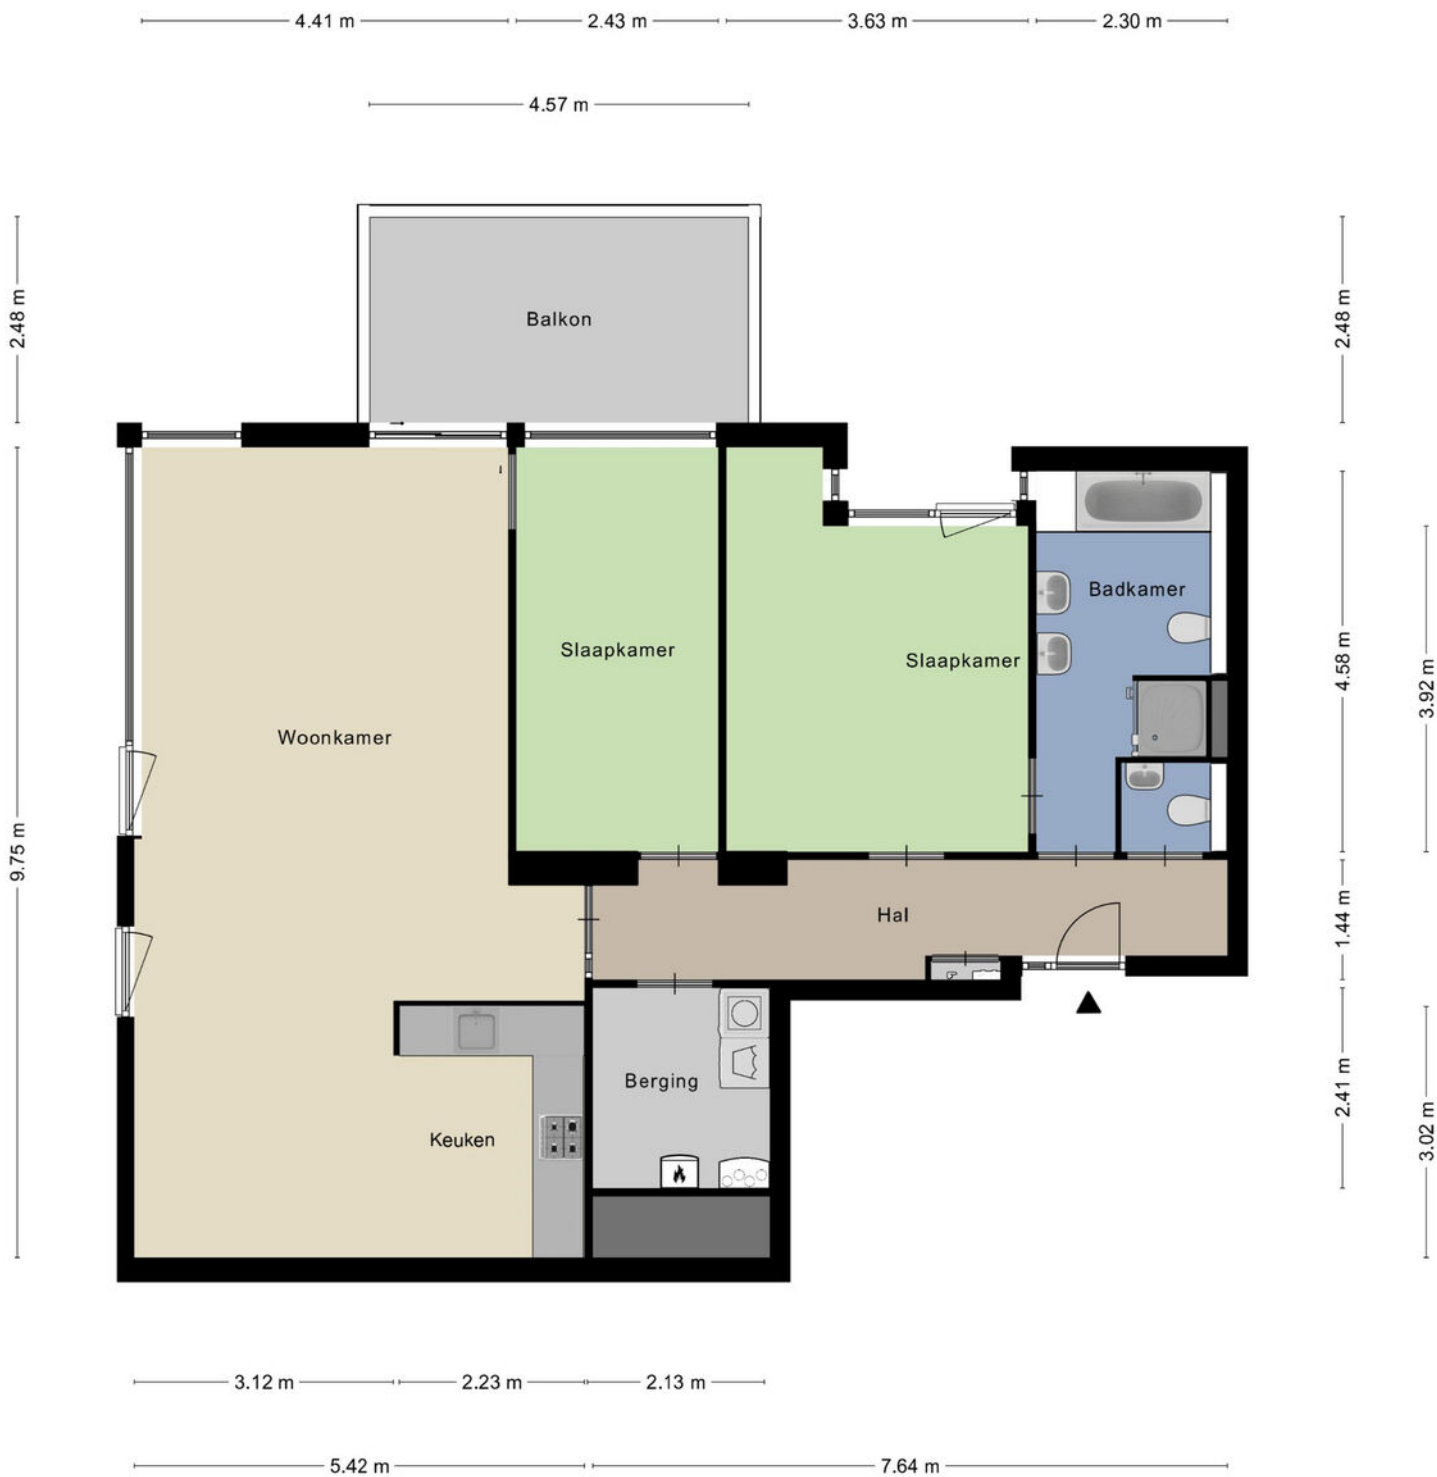 4.41 m
2.43 m
3.63 m
2.30 m
4.57 m
2.48 m
2.48 m
Balkon
Badkamer
Slaapkamer
Slaapkamer
4.58 m
3.92 m
Woonkamer
9.75 m
Hal
1.44 m
Berging
2.41 m
Keuken
3.02 m
3.12 m
2.23 m
2.13 m
5.42 m
7.64 m